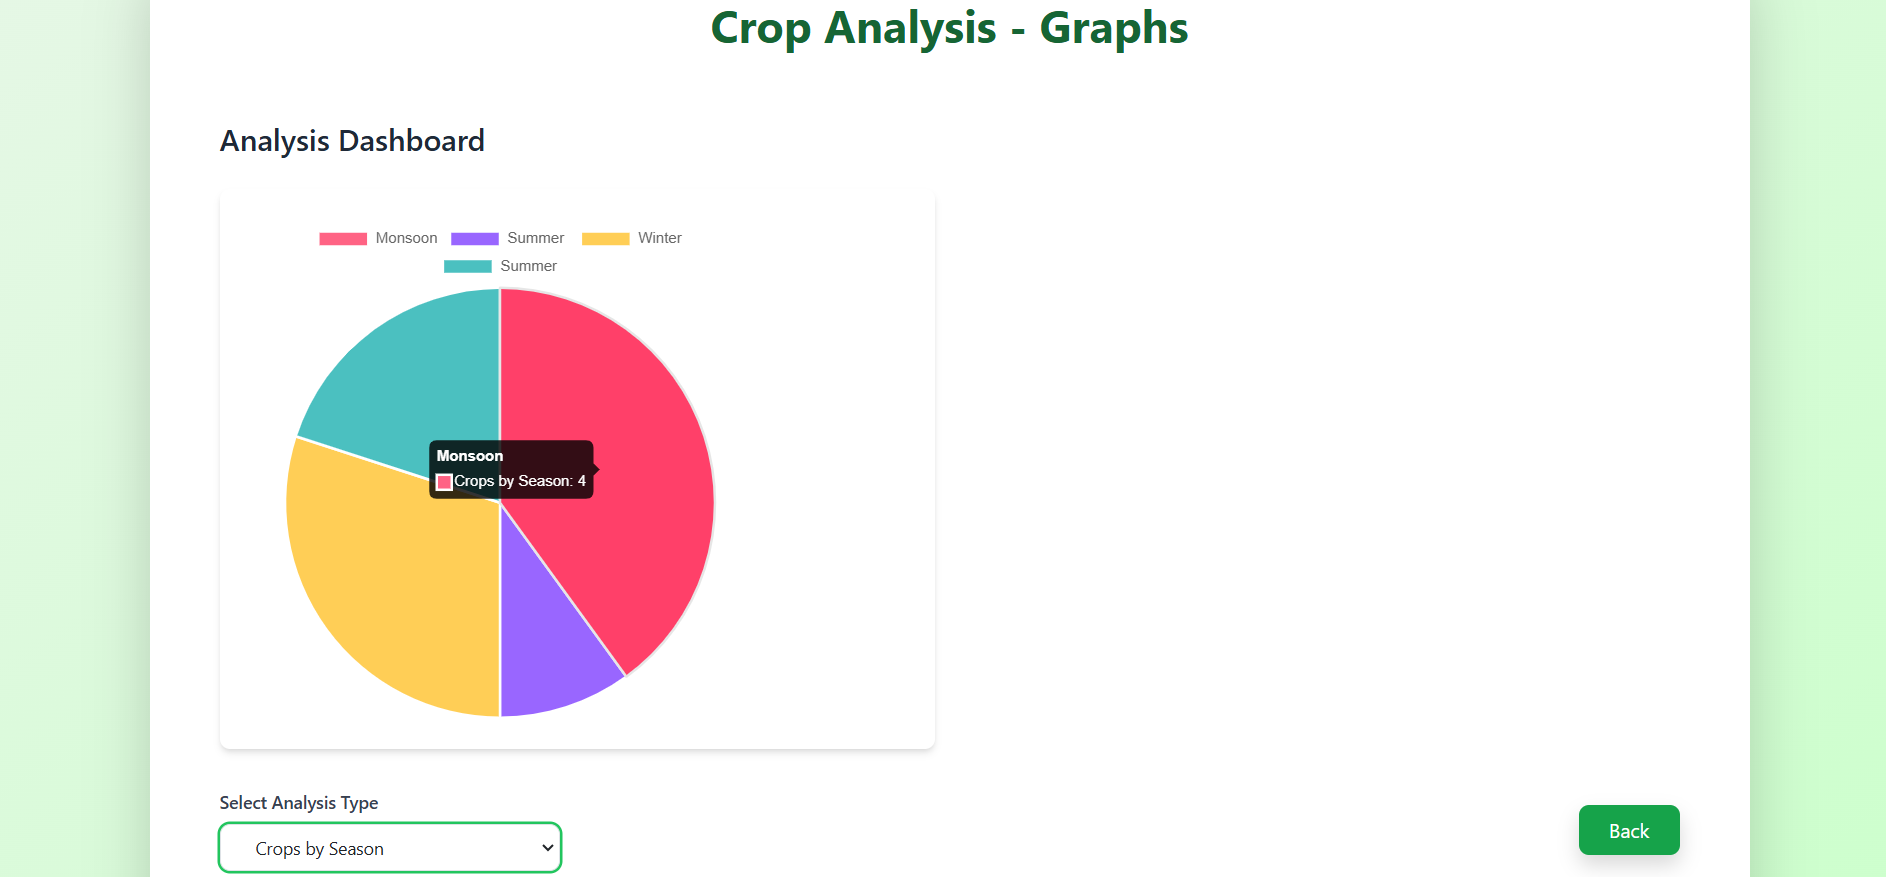 Crop Analysis - Graphs
Analysis Dashboard
Monsoon Summer Winter
Summer
Monsoon
Crops by Season: 4
Select Analysis Type
Crops by Season
Back